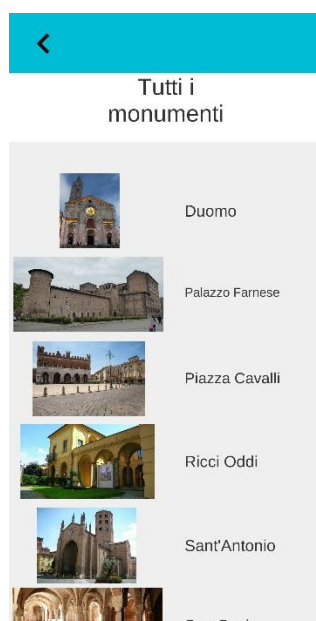 Tutti i
monumenti
Duomo
Palazzo Farnese
Piazza Cavalli
Ricci Oddi
Sant'Antonio